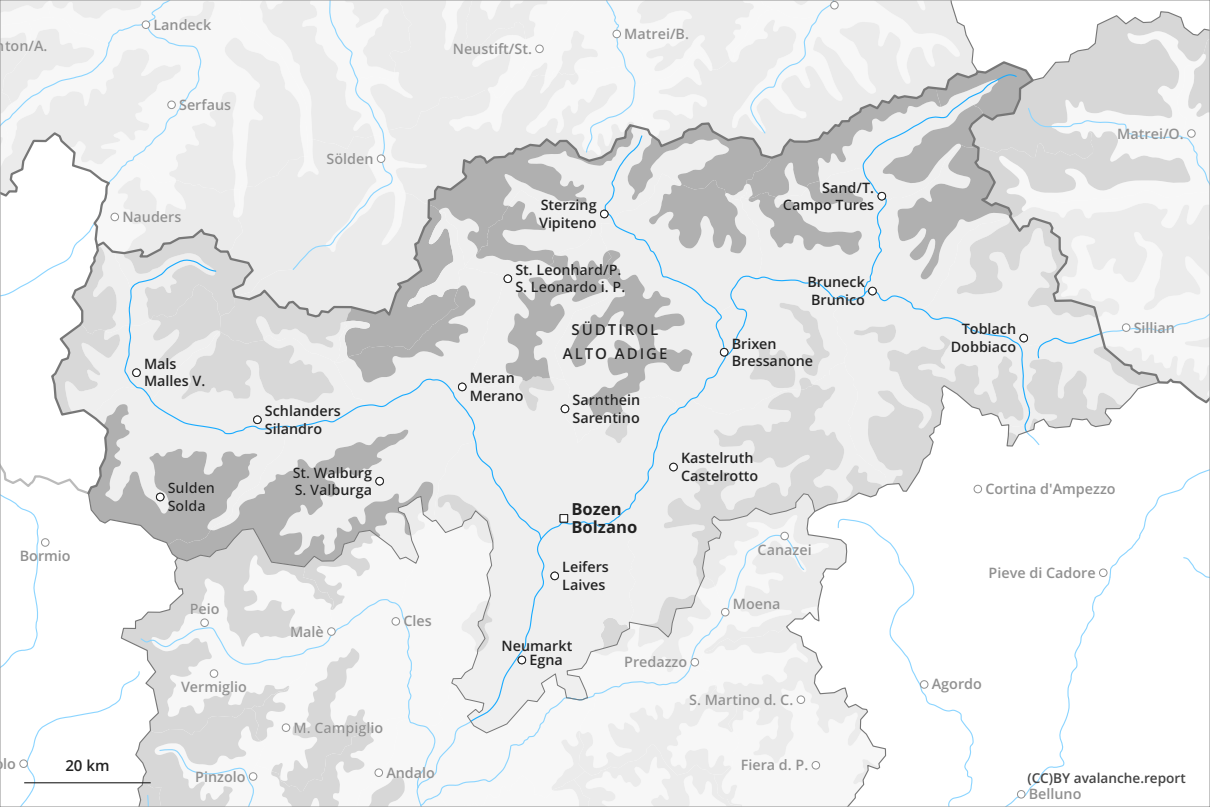 Landeck
Matrei/B.
nton/A.
Neustift/St.
Serfaus
Matrei/O.
Sölden
Sand/T.
Campo Tures
Sterzing
Vipiteno
Nauders
St. Leonhard/P.
S. Leonardo i. P.
Bruneck
Brunico
SÜDTIROL
ALTO ADIGE
Toblach
Dobbiaco
Sillian
Brixen
Bressanone
Mals
Malles V.
Meran
Merano
Sarnthein
Sarentino
Schlanders
Silandro
Kastelruth
Castelrotto
St. Walburg
S. Valburga
Sulden
Solda
Cortina d'Ampezzo
Bozen
Bolzano
Bormio
Canazei
Leifers
Laives
Pieve di Cadore
Peio
Moena
Malè
Cles
Neumarkt
Egna
Predazzo
Vermiglio
Agordo
S. Martino d. C.
M. Campiglio
20 km
lo
Pinzolo
Andalo
Fiera d. P.
(CC)BY avalanche.report
Belluno